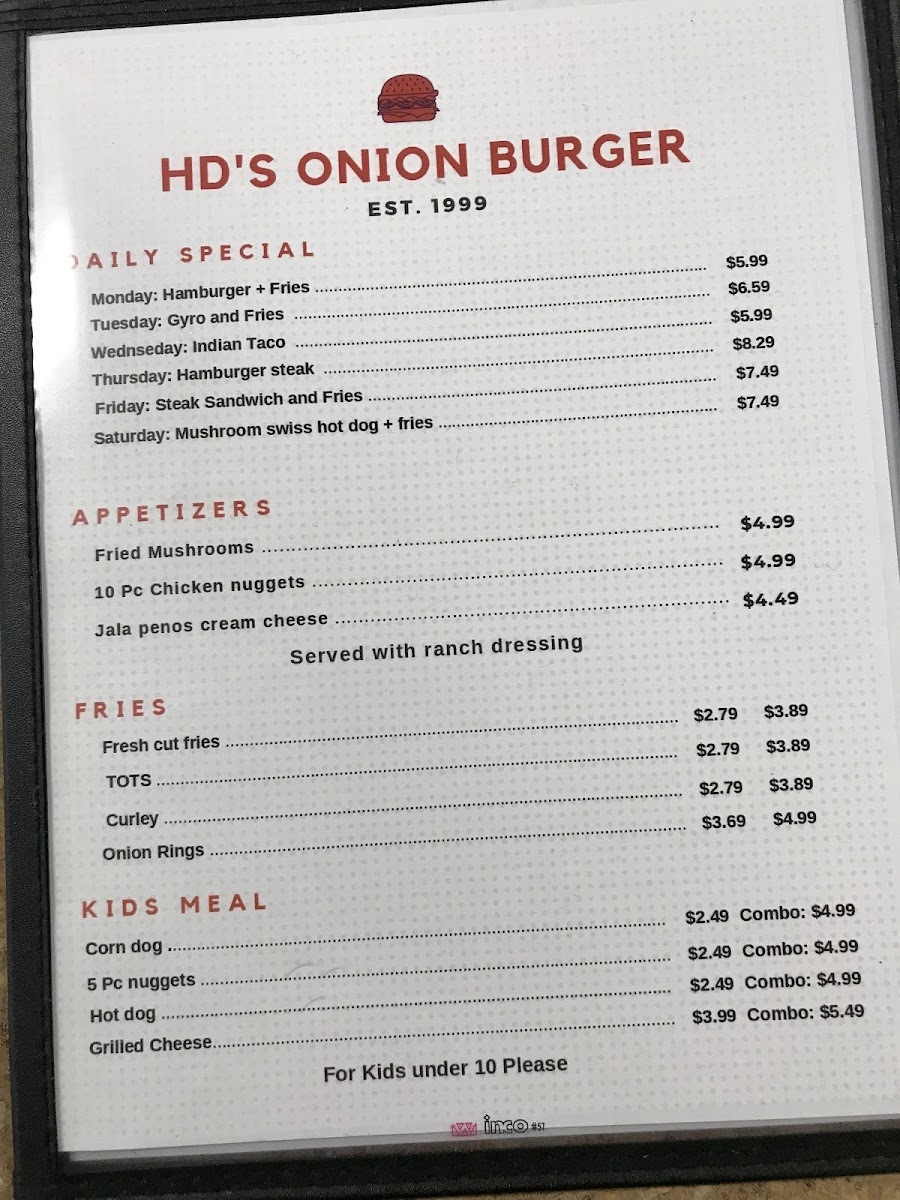 HD'S ONION BURGER
EST. 1999
DAILY SPECIAL
Monday: Hamburger + Fries ........ $5.99
Tuesday: Gyro and Fries ........ $6.59
Wednseday: Indian Taco ........ $5.99
Thursday: Hamburger steak ........ $8.29
Friday: Steak Sandwich and Fries ........ $7.49
Saturday: Mushroom swiss hot dog + fries ........ $7.49
APPETIZERS
Fried Mushrooms ........ $4.99
10 Pc Chicken nuggets ........ $4.99
Jala penos cream cheese ........ $4.49
Served with ranch dressing
FRIES
Fresh cut fries ........ $2.79 $3.89
TOTS ........ $2.79 $3.89
Curley ........ $2.79 $3.89
Onion Rings ........ $3.69 $4.99
KIDS MEAL
Corn dog ........ $2.49 Combo: $4.99
5 Pc nuggets ........ $2.49 Combo: $4.99
Hot dog ........ $2.49 Combo: $4.99
Grilled Cheese........ $3.99 Combo: $5.49
For Kids under 10 Please